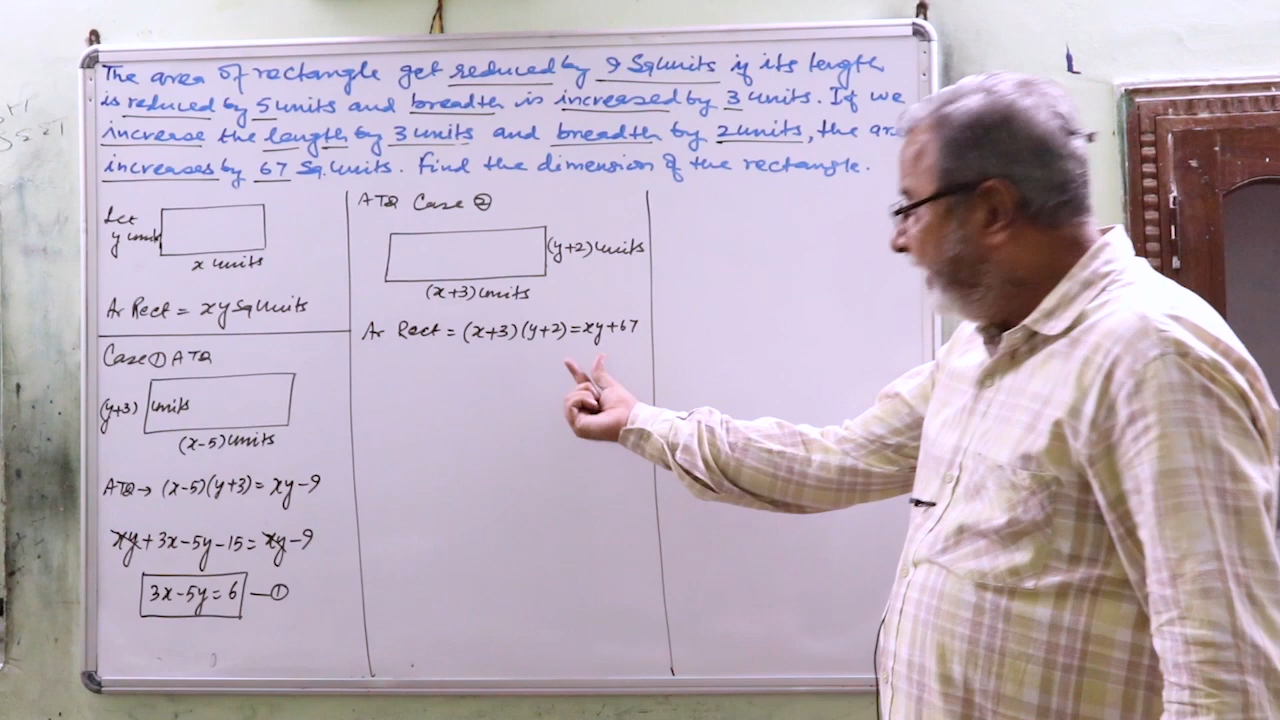 The area of rectangle get reduced by 9 Sq units if its length
is reduced by 5 units and breadth is increased by 3 units. If we
increase the length by 3 units and breadth by 2 units, the
increases by 67 Sq. units. Find the dimension of the rectangle.
Let
y units
x units
Ar Rect = xy Sq units
Case ① ATQ
(y+3) units
(x-5) units
ATQ → (x-5)(y+3) = xy-9
xy+3x-5y-15 = xy-9
3x-5y = 6 —①
ATQ Case ②
(y+2) units
(x+3) units
Ar Rect = (x+3)(y+2) = xy+67